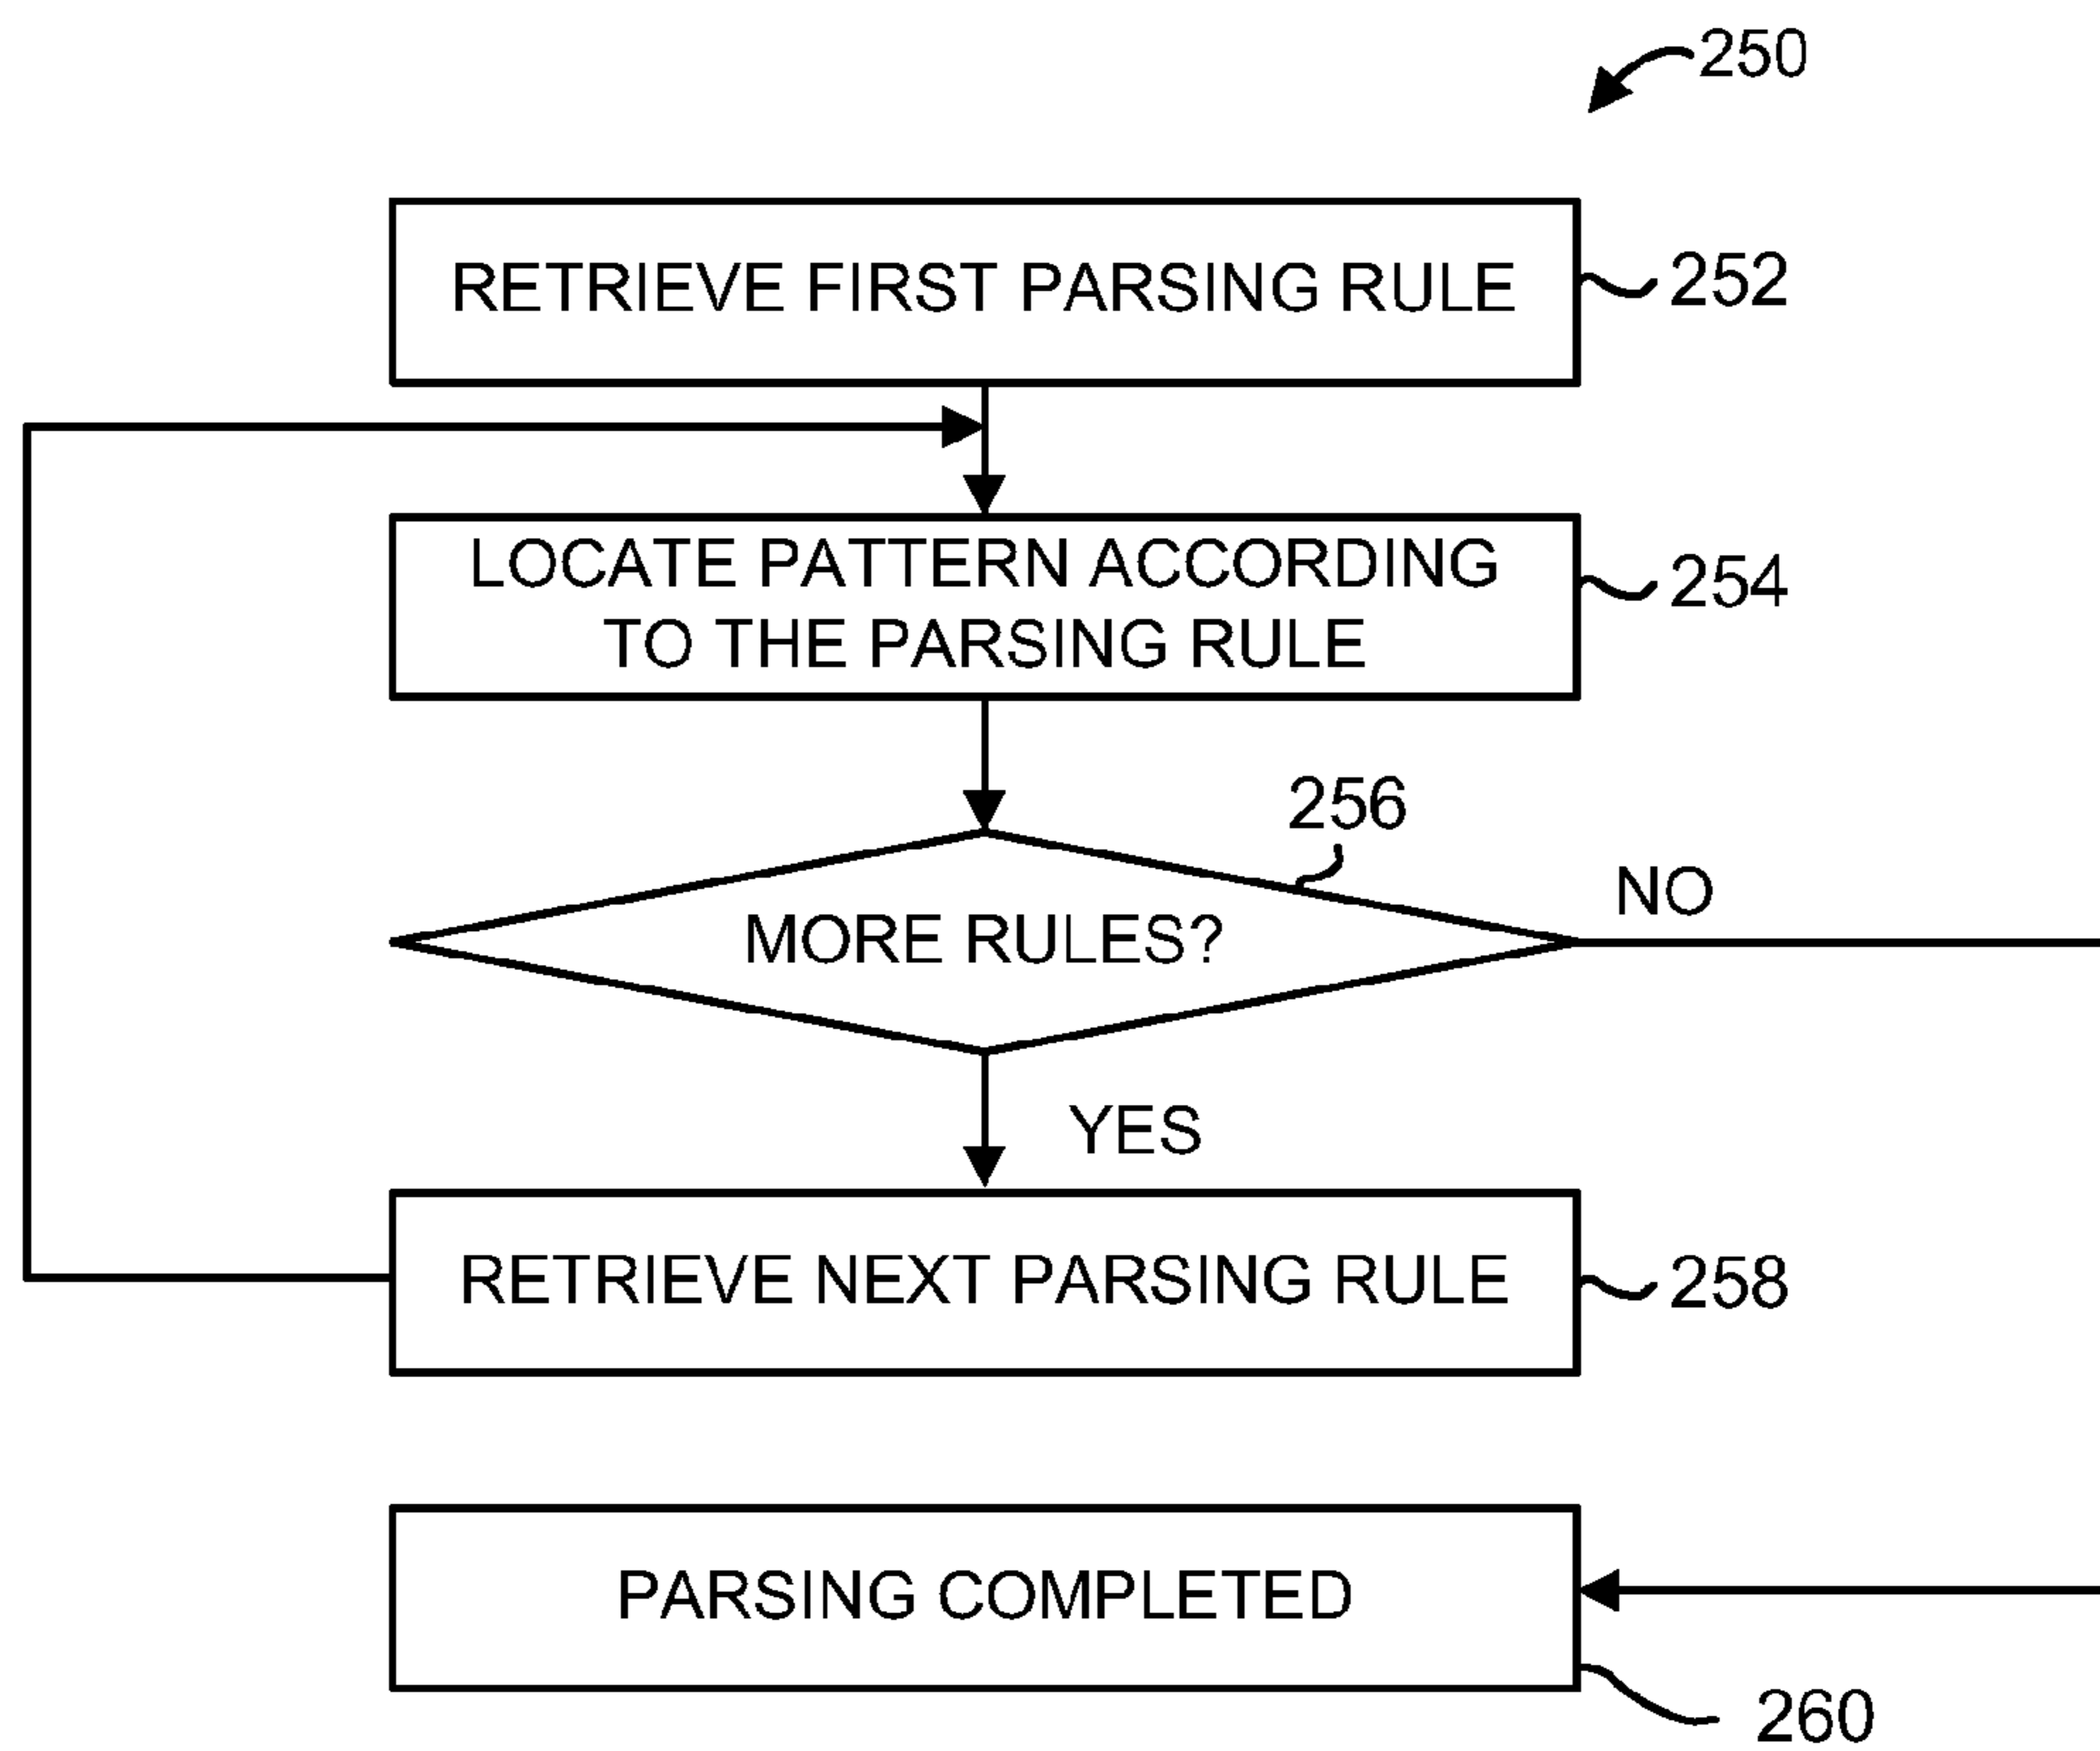 250
RETRIEVE FIRST PARSING RULE
252
LOCATE PATTERN ACCORDING
TO THE PARSING RULE
254
256
MORE RULES?
NO
YES
RETRIEVE NEXT PARSING RULE
258
PARSING COMPLETED
260